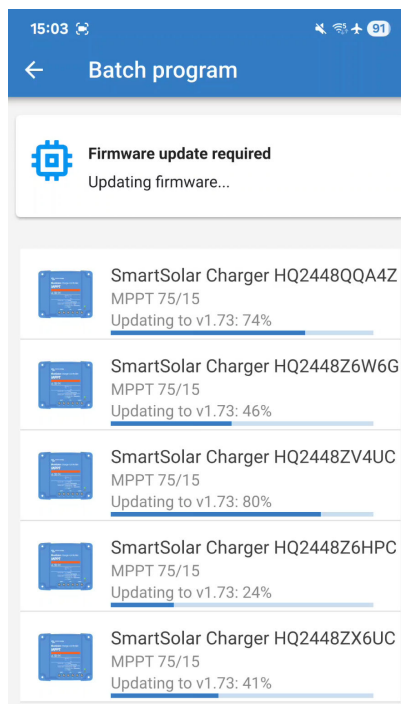 15:03
91
Batch program
Firmware update required
Updating firmware...
SmartSolar Charger HQ2448QQA4Z
MPPT 75/15
Updating to v1.73: 74%
SmartSolar Charger HQ2448Z6W6G
MPPT 75/15
Updating to v1.73: 46%
SmartSolar Charger HQ2448ZV4UC
MPPT 75/15
Updating to v1.73: 80%
SmartSolar Charger HQ2448Z6HPC
MPPT 75/15
Updating to v1.73: 24%
SmartSolar Charger HQ2448ZX6UC
MPPT 75/15
Updating to v1.73: 41%